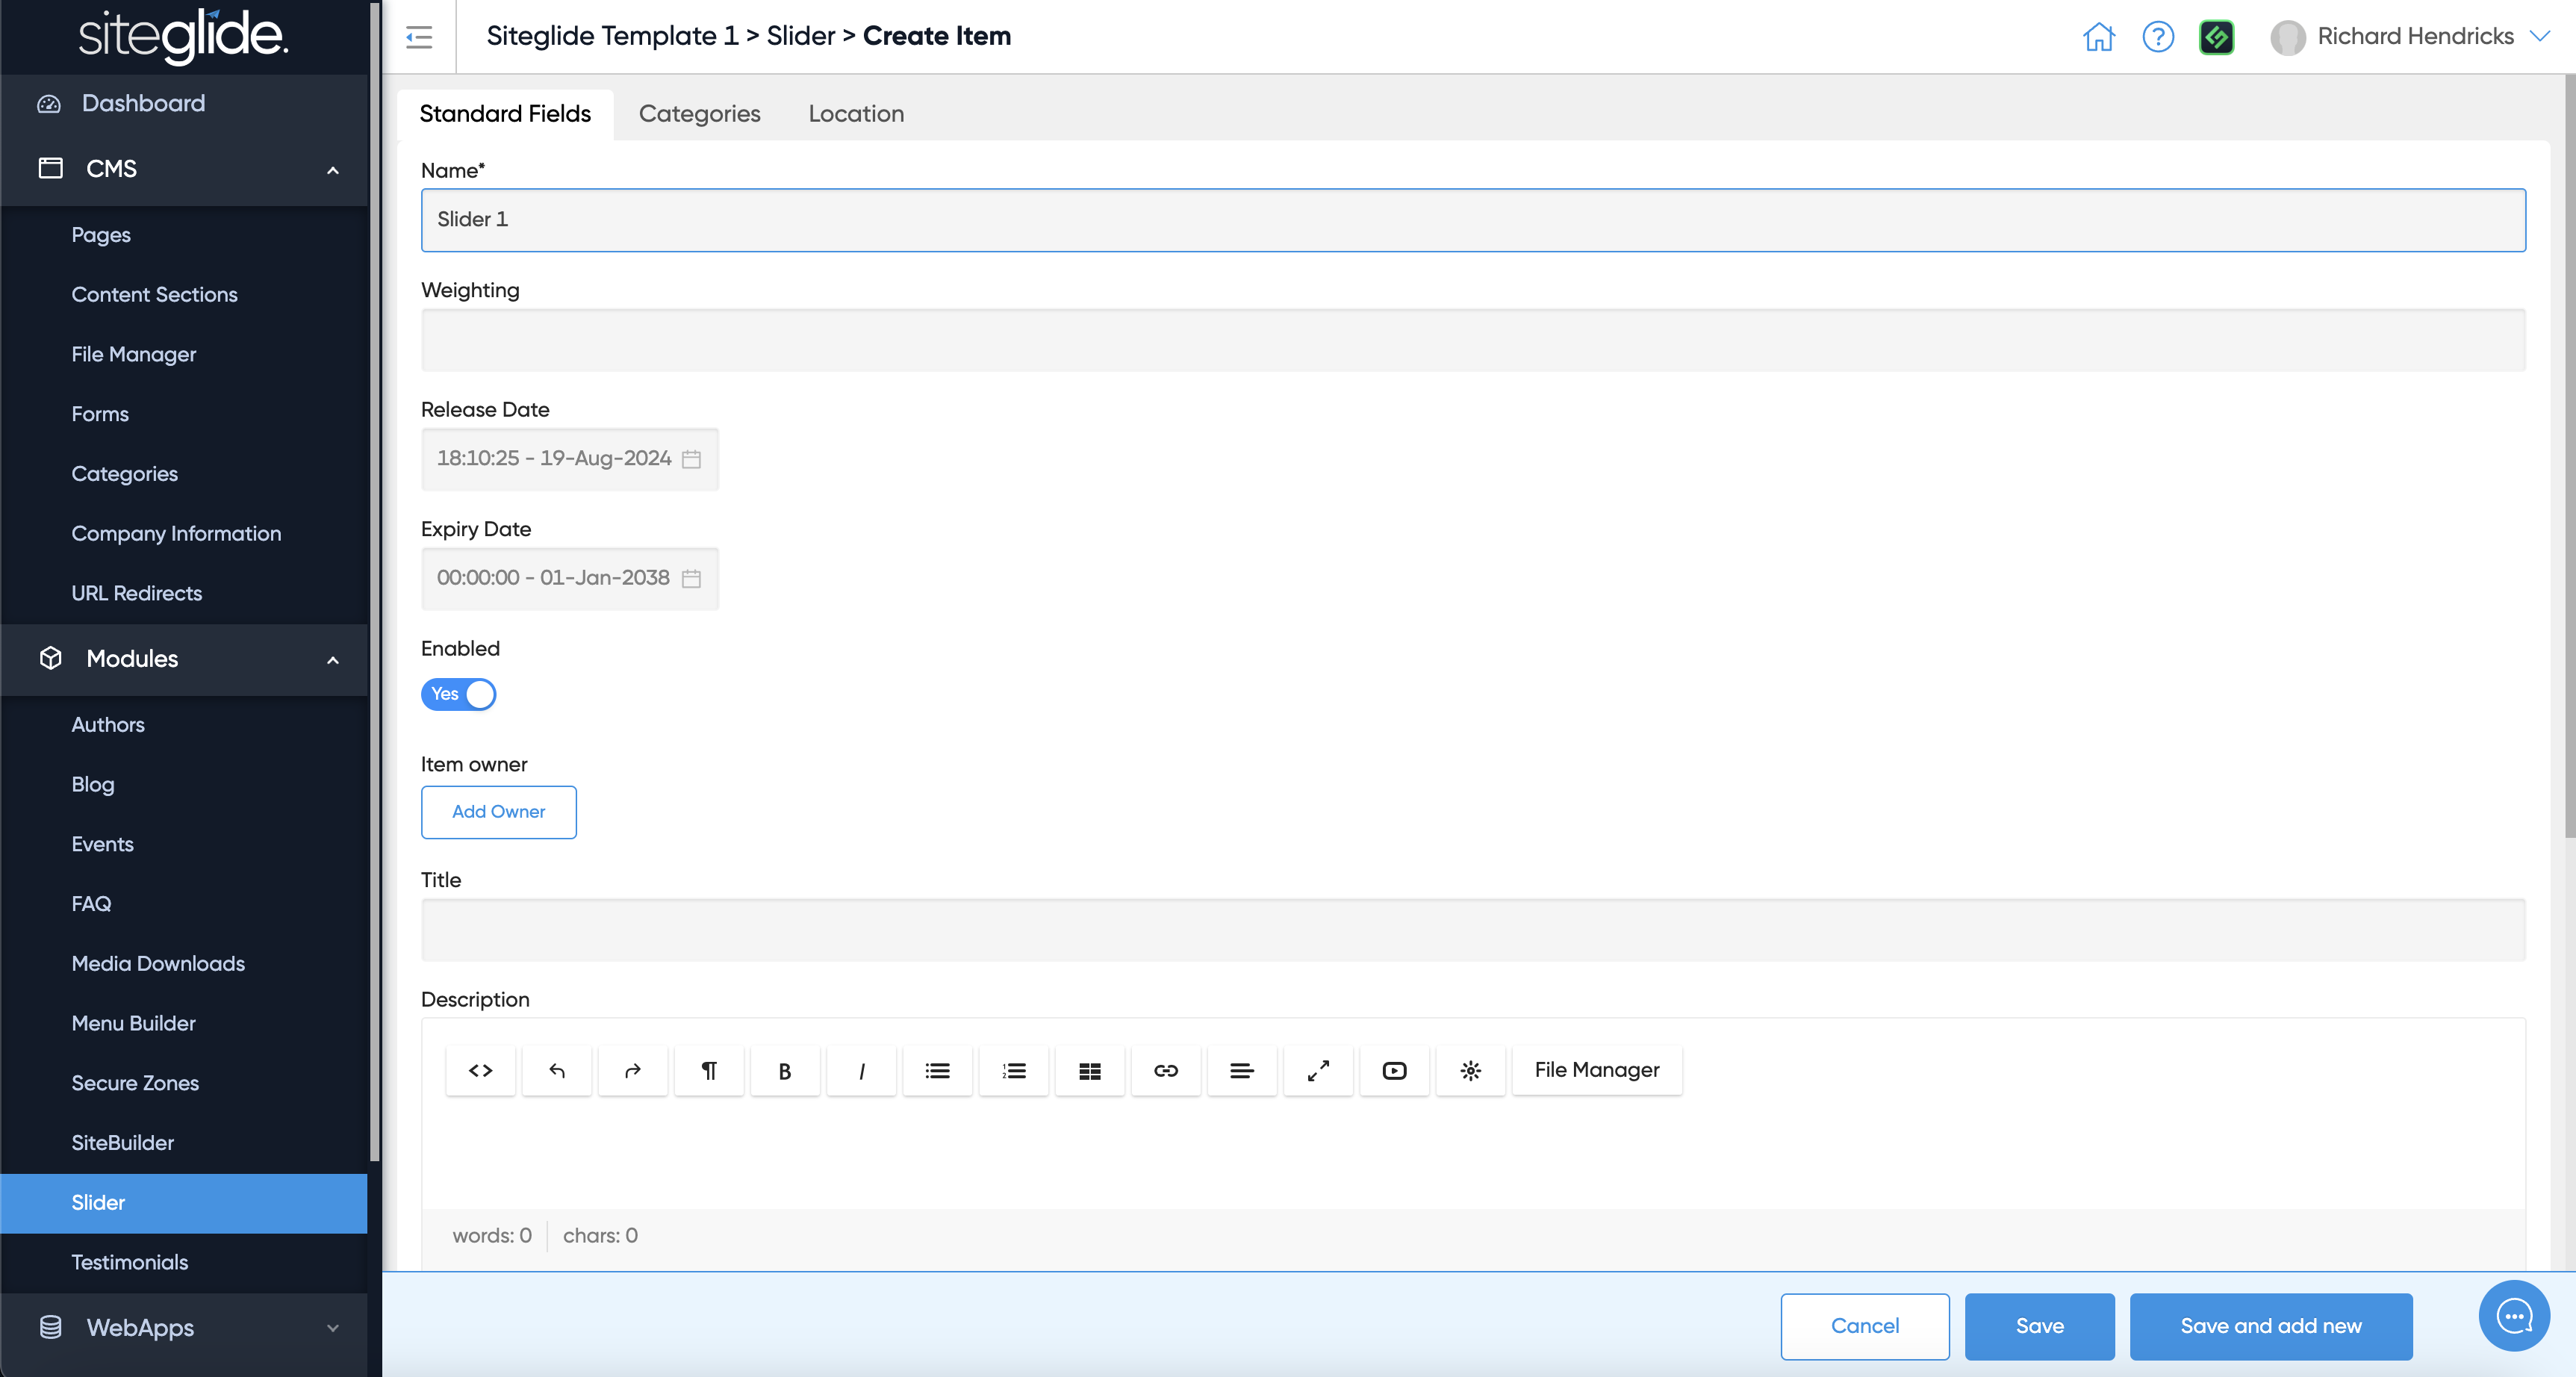 siteglide.
Dashboard
CMS
Pages
Content Sections
File Manager
Forms
Categories
Company Information
URL Redirects
Modules
Authors
Blog
Events
FAQ
Media Downloads
Menu Builder
Secure Zones
SiteBuilder
Slider
Testimonials
WebApps
Siteglide Template 1 > Slider > Create Item
Richard Hendricks
Standard Fields
Categories
Location
Name*
Slider 1
Weighting
Release Date
18:10:25 - 19-Aug-2024
Expiry Date
00:00:00 - 01-Jan-2038
Enabled
Yes
Item owner
Add Owner
Title
Description
B
I
File Manager
words: 0
chars: 0
Cancel
Save
Save and add new